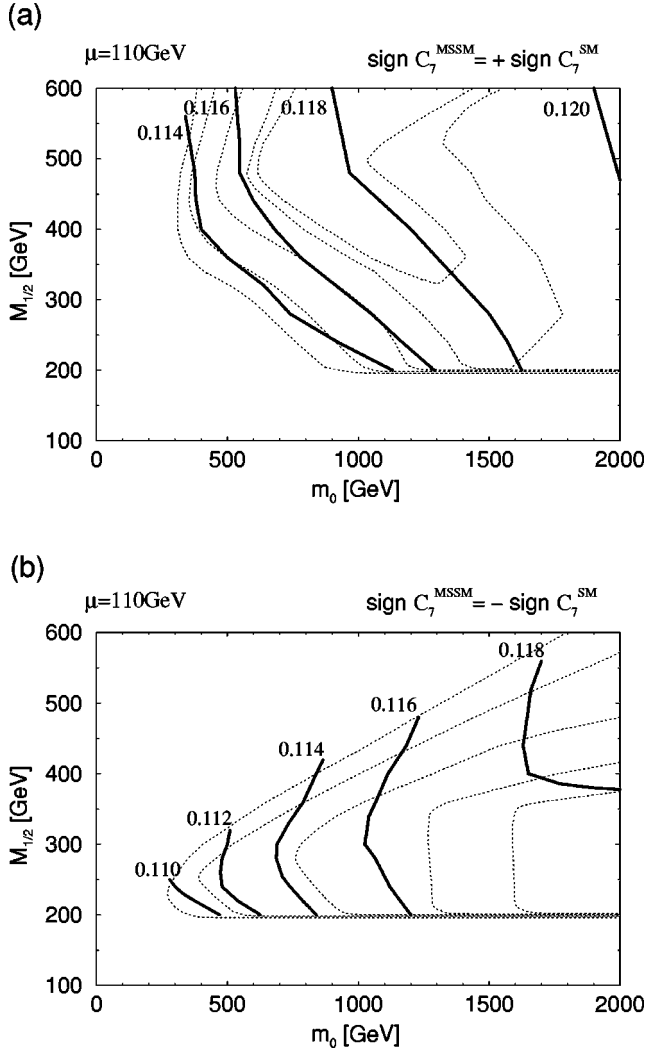 (a)
μ=110GeV sign C₇ᴹˢˢᴹ= + sign C₇ˢᴹ
600
0.116 0.118 0.120
0.114
500
400
M₁/₂ [GeV]
300
200
100
0 500 1000 1500 2000
m₀ [GeV]
(b)
μ=110GeV sign C₇ᴹˢˢᴹ= − sign C₇ˢᴹ
600
0.118
500
0.116
0.114
400
M₁/₂ [GeV]
0.112
300
0.110
200
100
0 500 1000 1500 2000
m₀ [GeV]